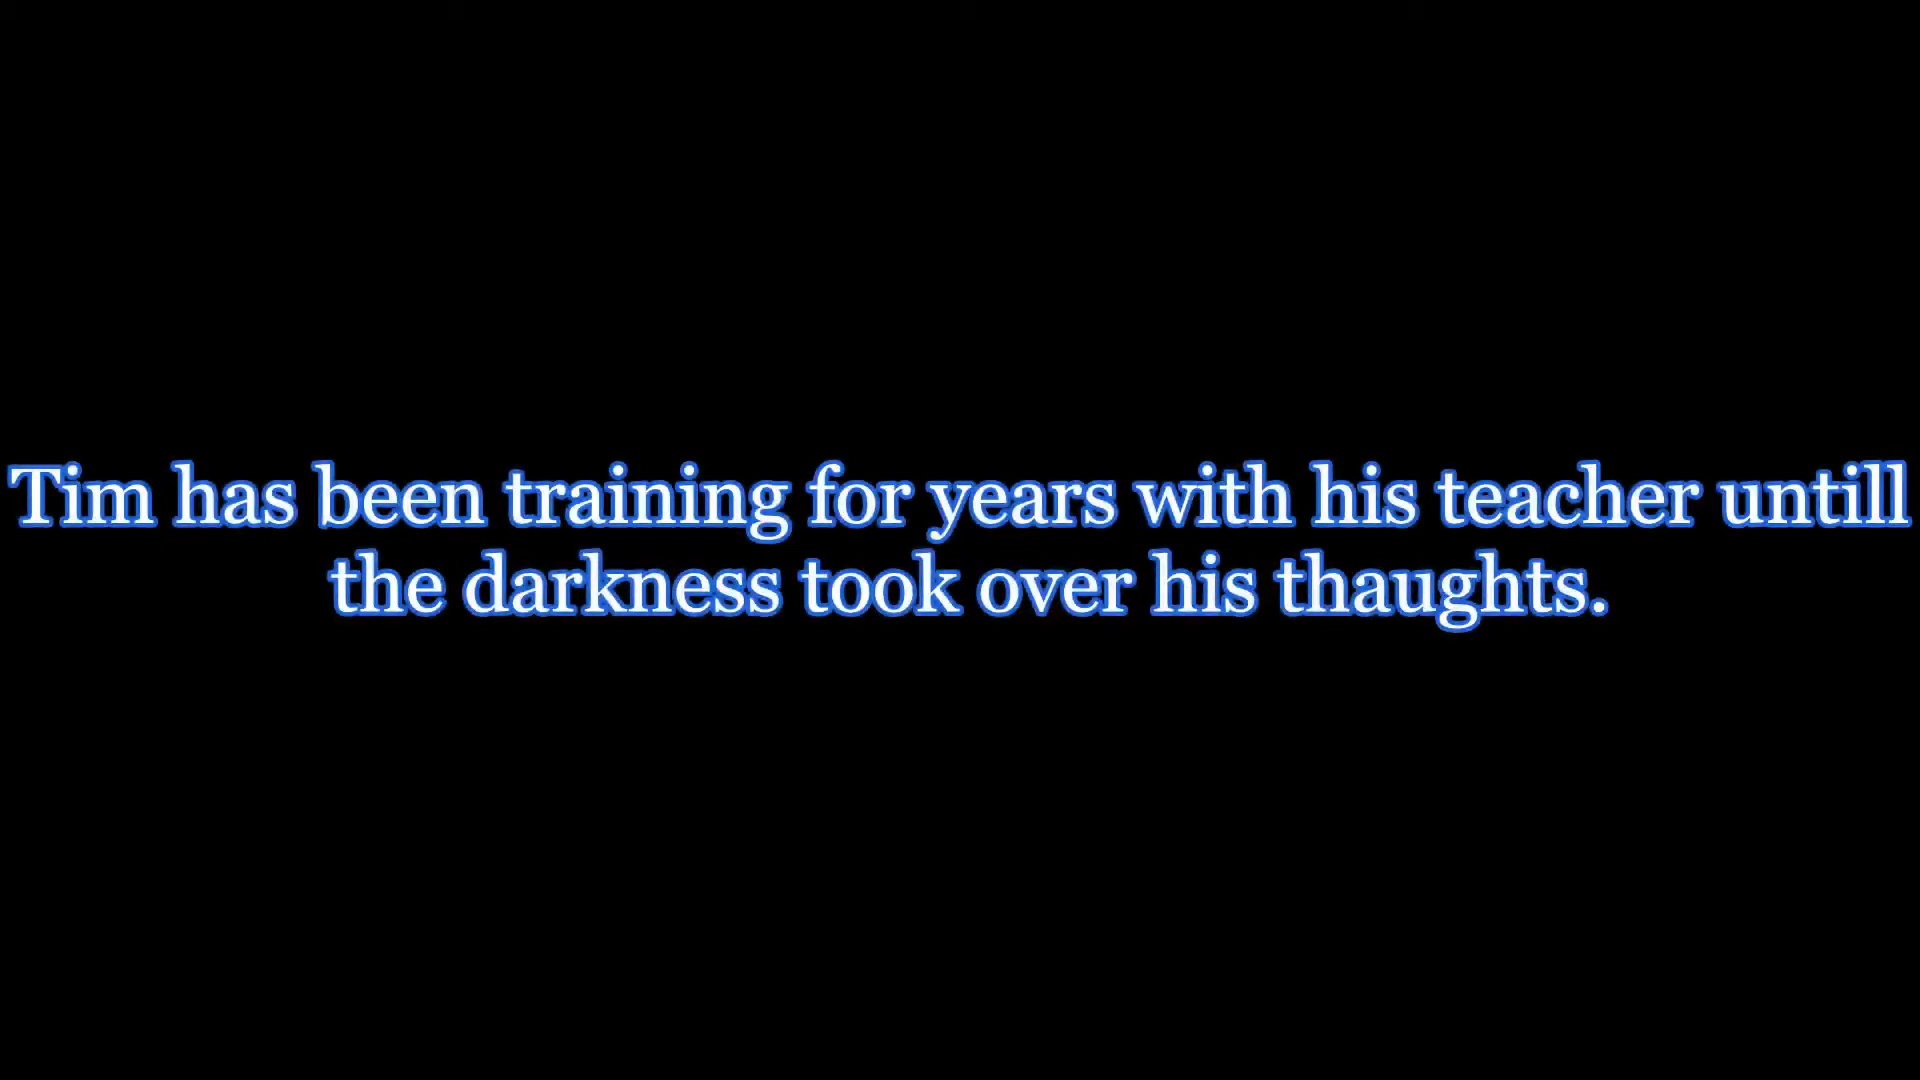 Tim has been training for years with his teacher untill
the darkness took over his thaughts.